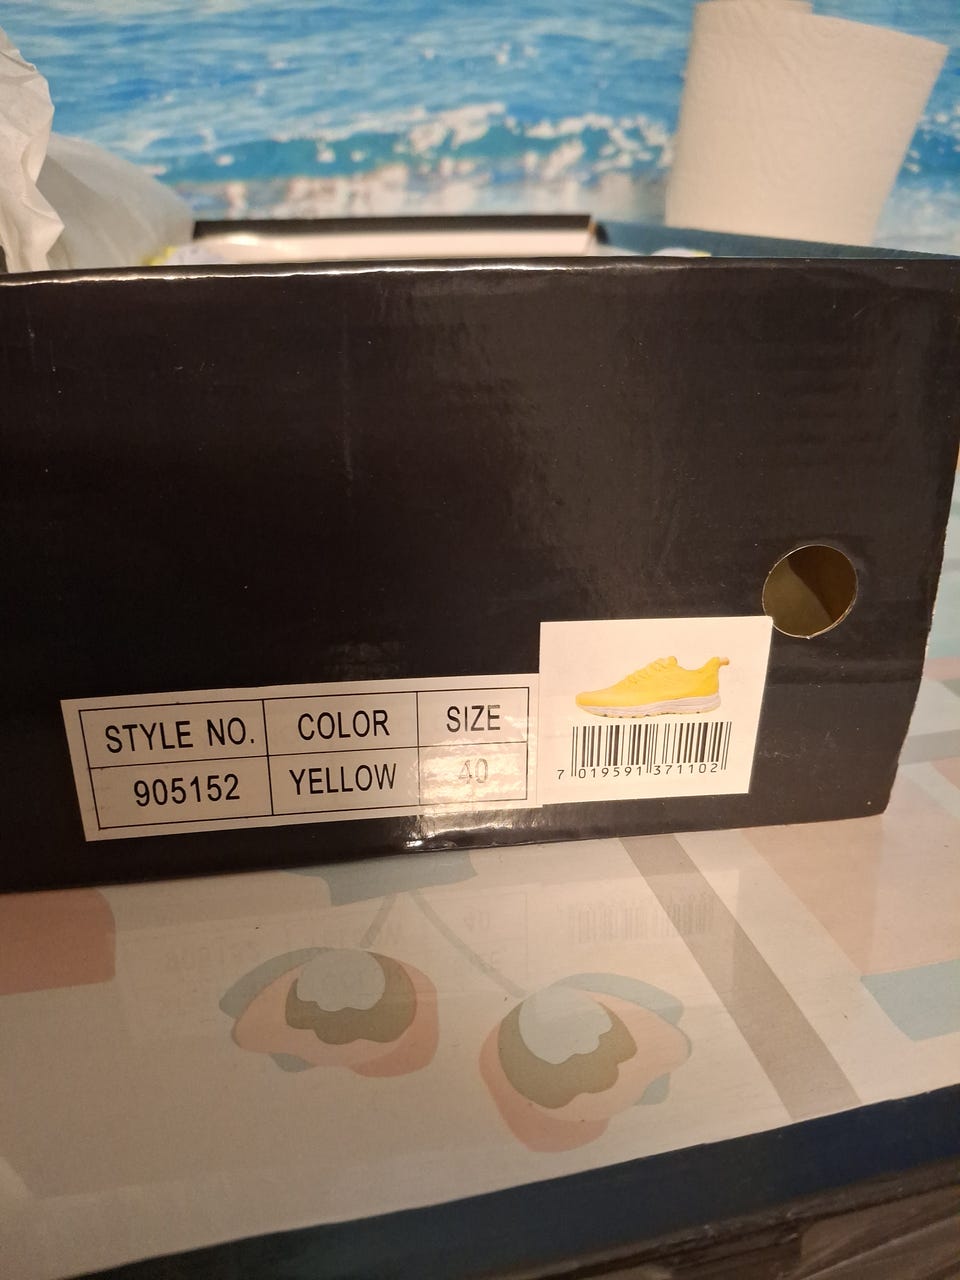 STYLE NO. COLOR SIZE
905152 YELLOW 40
7 019591 371102